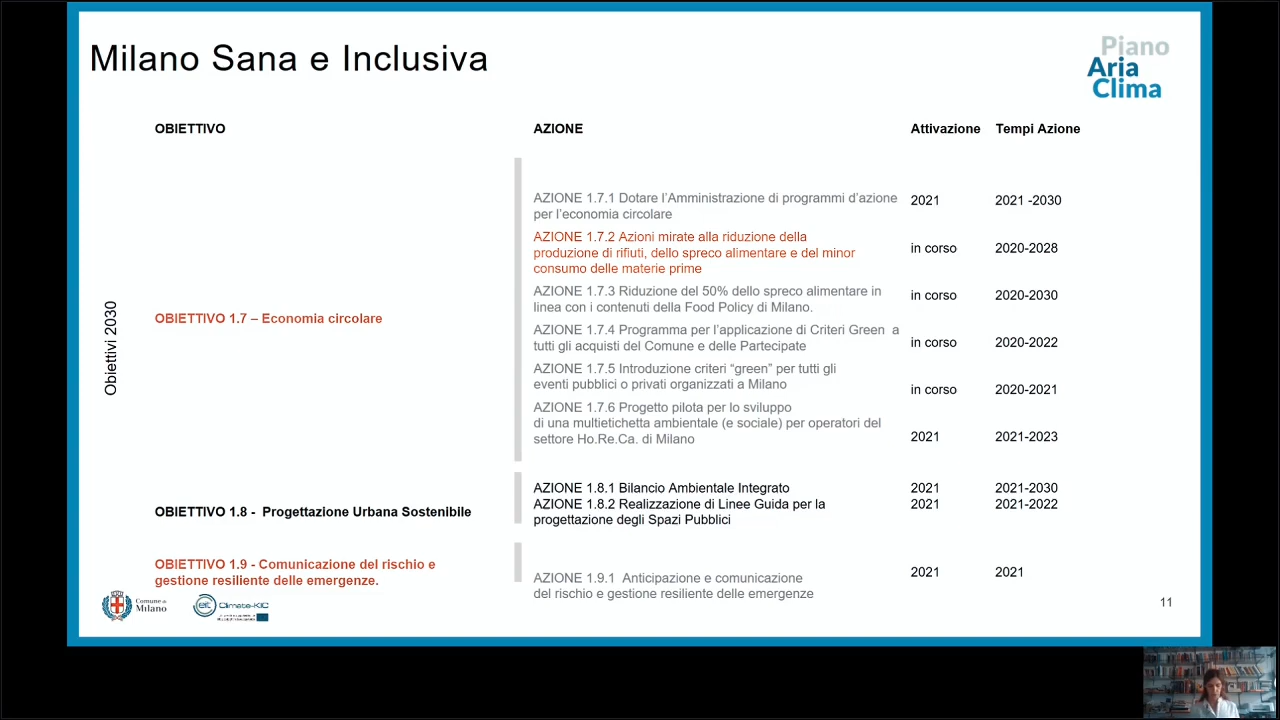 Milano Sana e Inclusiva
Piano
Aria
Clima
OBIETTIVO
AZIONE
Attivazione
Tempi Azione
Obiettivi 2030
OBIETTIVO 1.7 – Economia circolare
AZIONE 1.7.1 Dotare l’Amministrazione di programmi d’azione
per l’economia circolare
2021
2021 -2030
AZIONE 1.7.2 Azioni mirate alla riduzione della
produzione di rifiuti, dello spreco alimentare e del minor
consumo delle materie prime
in corso
2020-2028
AZIONE 1.7.3 Riduzione del 50% dello spreco alimentare in
linea con i contenuti della Food Policy di Milano.
in corso
2020-2030
AZIONE 1.7.4 Programma per l’applicazione di Criteri Green  a
tutti gli acquisti del Comune e delle Partecipate
in corso
2020-2022
AZIONE 1.7.5 Introduzione criteri “green” per tutti gli
eventi pubblici o privati organizzati a Milano
in corso
2020-2021
AZIONE 1.7.6 Progetto pilota per lo sviluppo
di una multietichetta ambientale (e sociale) per operatori del
settore Ho.Re.Ca. di Milano
2021
2021-2023
OBIETTIVO 1.8 -  Progettazione Urbana Sostenibile
AZIONE 1.8.1 Bilancio Ambientale Integrato
2021
2021-2030
AZIONE 1.8.2 Realizzazione di Linee Guida per la
progettazione degli Spazi Pubblici
2021
2021-2022
OBIETTIVO 1.9 - Comunicazione del rischio e
gestione resiliente delle emergenze.
AZIONE 1.9.1  Anticipazione e comunicazione
del rischio e gestione resiliente delle emergenze
2021
2021
Comune di
Milano
eit
Climate-KIC
11